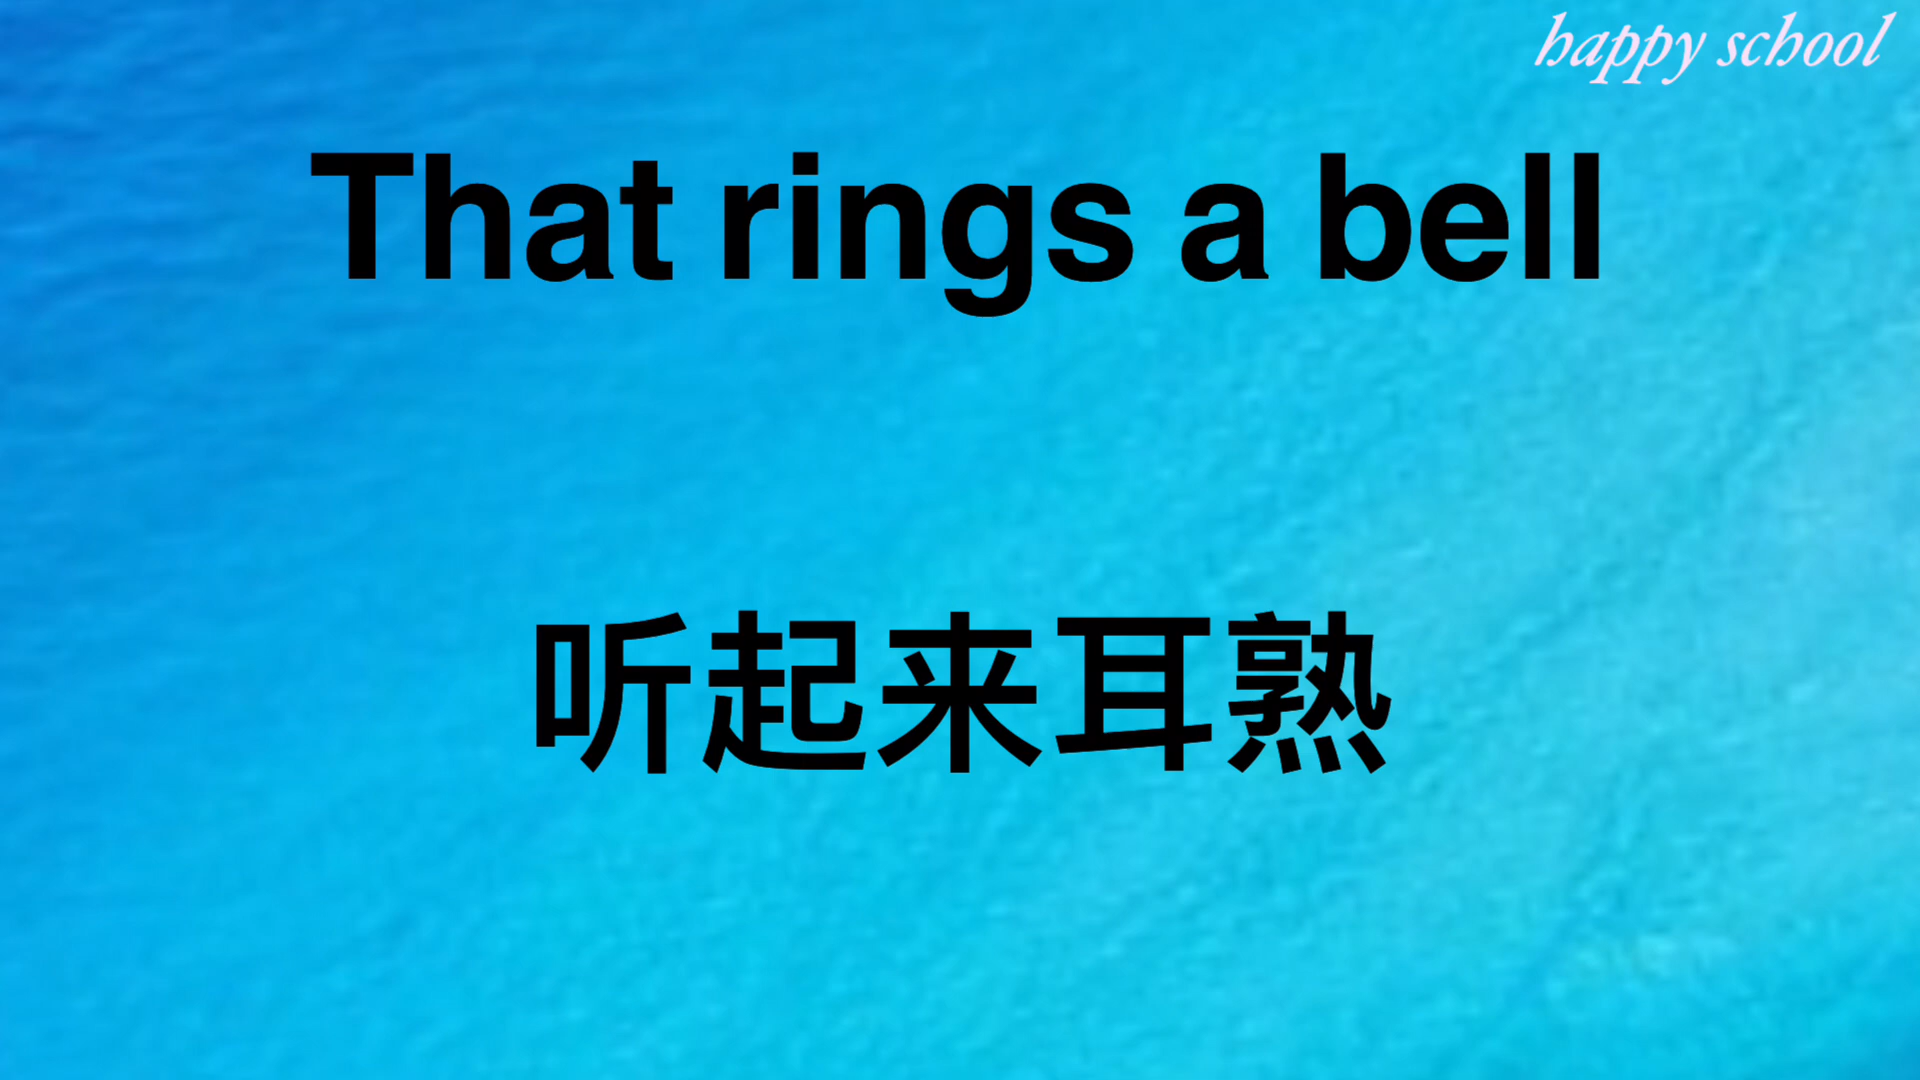 happy school
That rings a bell
听起来耳熟